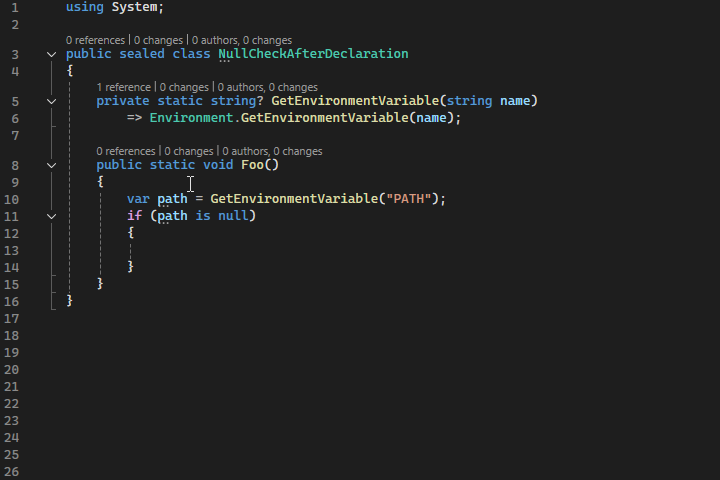 1 using System;
2
0 references | 0 changes | 0 authors, 0 changes
3 public sealed class NullCheckAfterDeclaration
4 {
1 reference | 0 changes | 0 authors, 0 changes
5 private static string? GetEnvironmentVariable(string name)
6 => Environment.GetEnvironmentVariable(name);
7
0 references | 0 changes | 0 authors, 0 changes
8 public static void Foo()
9 {
10 var path = GetEnvironmentVariable("PATH");
11 if (path is null)
12 {
13
14 }
15 }
16 }
17
18
19
20
21
22
23
24
25
26